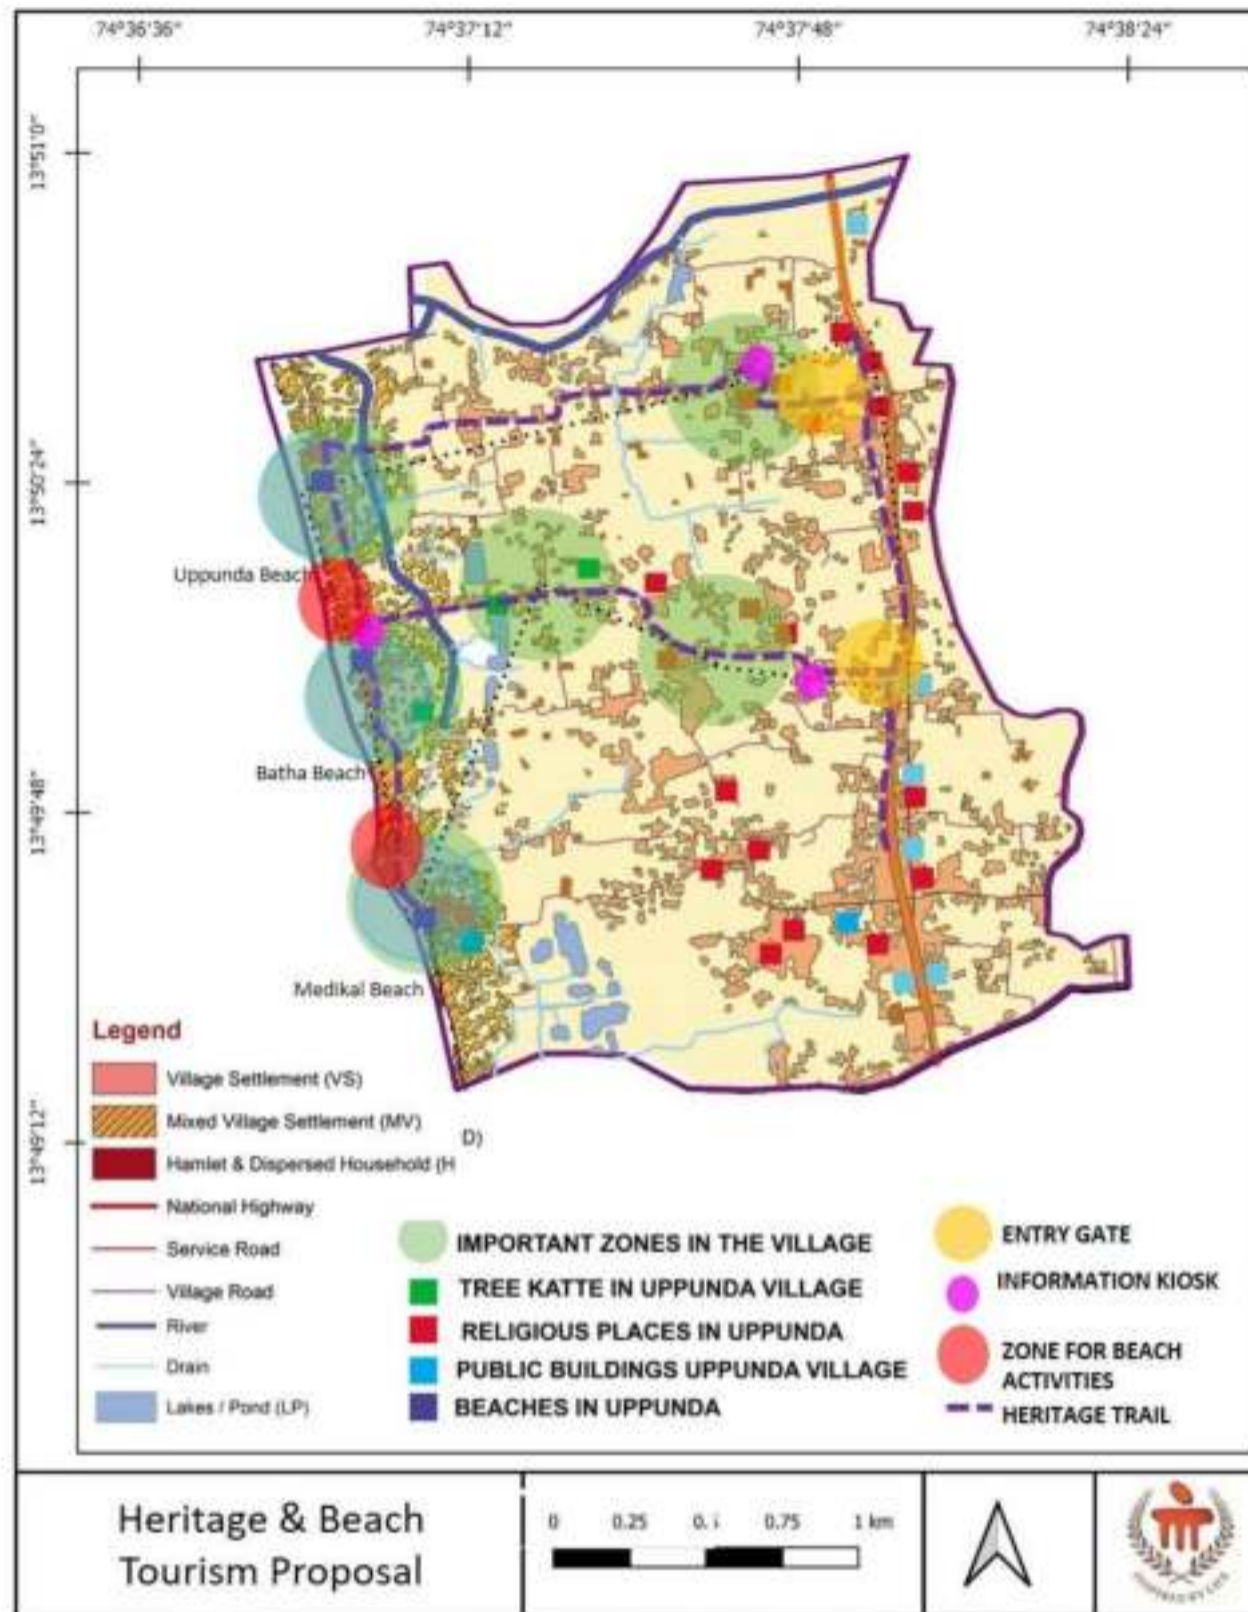 74°36'36"
74°37'12"
74°37'48"
74°38'24"
13°51'0"
13°50'24"
13°49'48"
13°49'12"
Uppunda Beach
Batha Beach
Medikal Beach
Legend
Village Settlement (VS)
Mixed Village Settlement (MV)
D)
Hamlet & Dispersed Household (H
National Highway
Service Road
Village Road
River
Drain
Lakes / Pond (LP)
IMPORTANT ZONES IN THE VILLAGE
TREE KATTE IN UPPUNDA VILLAGE
RELIGIOUS PLACES IN UPPUNDA
PUBLIC BUILDINGS UPPUNDA VILLAGE
BEACHES IN UPPUNDA
ENTRY GATE
INFORMATION KIOSK
ZONE FOR BEACH
ACTIVITIES
HERITAGE TRAIL
Heritage & Beach
Tourism Proposal
0 0.25 0.75 1 km